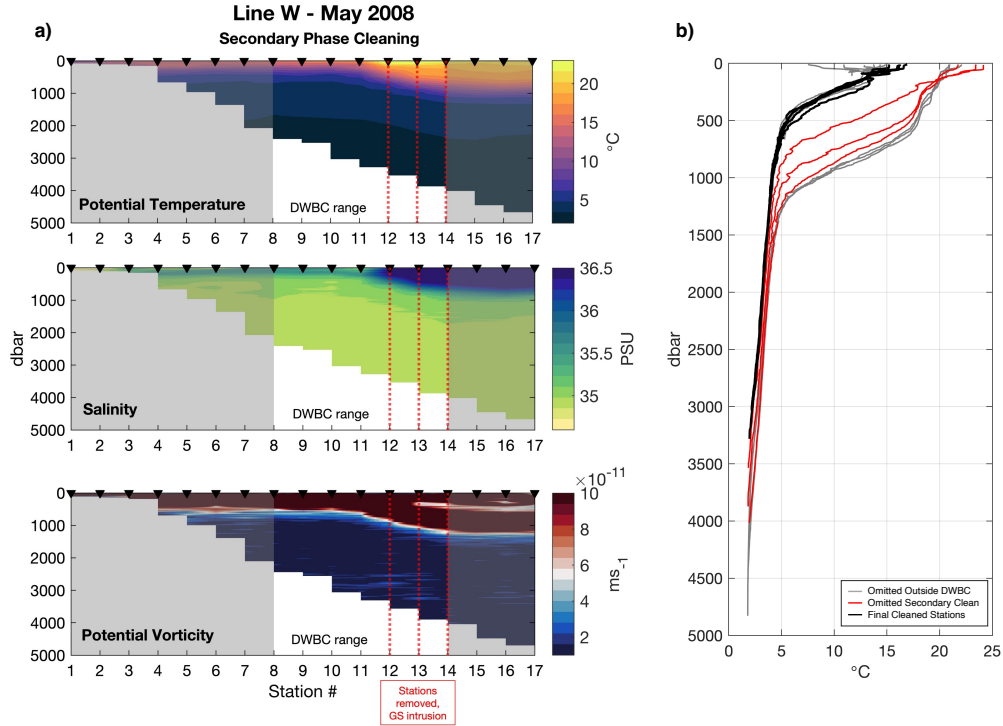 Line W - May 2008
a)
Secondary Phase Cleaning
0
1000
2000
3000
4000
5000
Potential Temperature
DWBC range
1 2 3 4 5 6 7 8 9 10 11 12 13 14 15 16 17
20
15
10
5
°C
0
1000
2000
3000
4000
5000
dbar
Salinity
DWBC range
1 2 3 4 5 6 7 8 9 10 11 12 13 14 15 16 17
36.5
36
35.5
35
PSU
0
1000
2000
3000
4000
5000
Potential Vorticity
DWBC range
1 2 3 4 5 6 7 8 9 10 11 12 13 14 15 16 17
Station #
×10-11
10
8
6
4
2
ms-1
Stations
removed,
GS intrusion
b)
0
500
1000
1500
2000
2500
3000
3500
4000
4500
5000
dbar
0 5 10 15 20 25
°C
Omitted Outside DWBC
Omitted Secondary Clean
Final Cleaned Stations